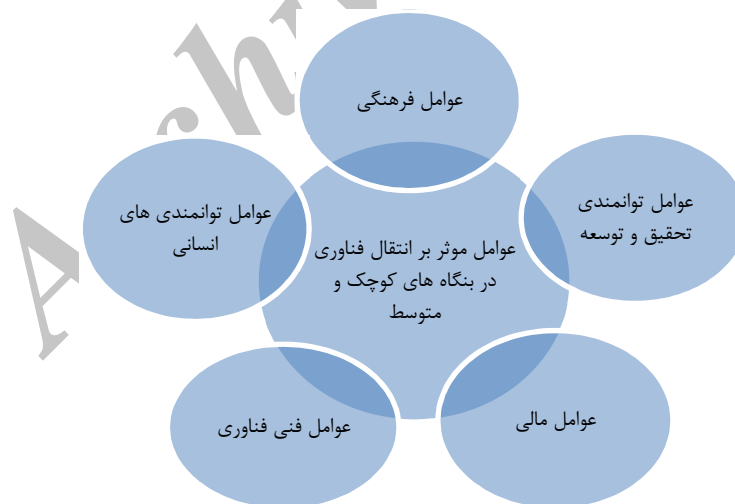 عوامل فرهنگی
عوامل توانمندی
تحقیق و توسعه
عوامل توانمندی های
انسانی
عوامل موثر بر انتقال فناوری
در بنگاه های کوچک و
متوسط
عوامل مالی
عوامل فنی فناوری